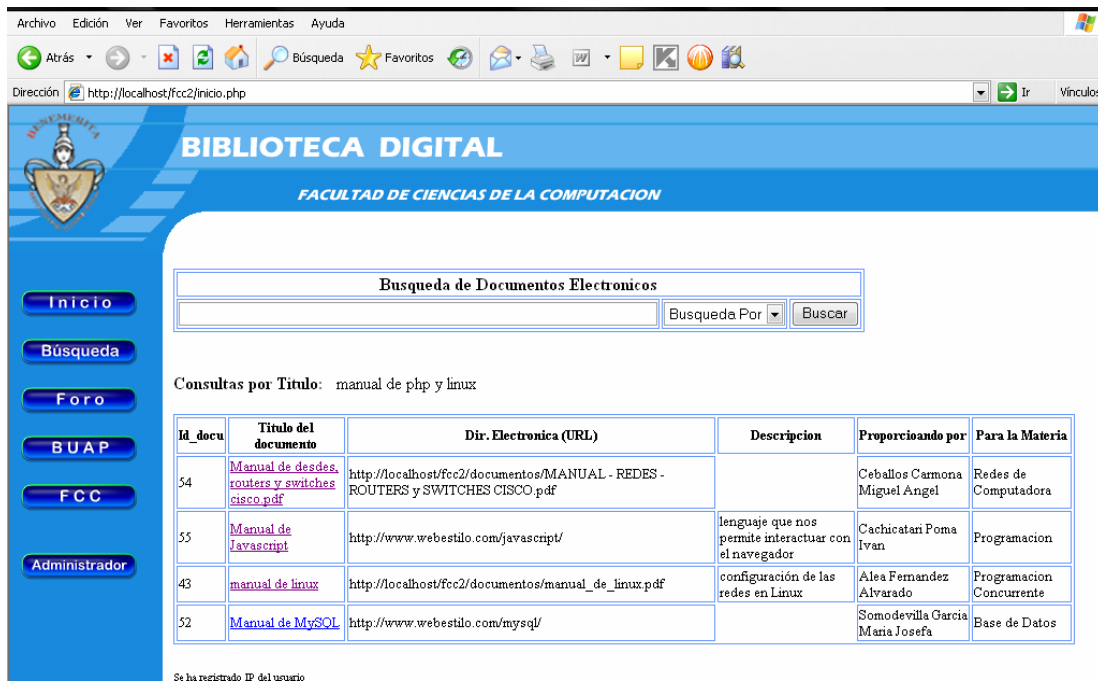 Archivo Edición Ver Favoritos Herramientas Ayuda
Atrás Búsqueda Favoritos
Dirección http://localhost/fcc2/inicio.php Ir Vínculos
BENEMERITA
BIBLIOTECA DIGITAL
FACULTAD DE CIENCIAS DE LA COMPUTACION
Inicio
Búsqueda
Foro
BUAP
FCC
Administrador
Busqueda de Documentos Electronicos
Busqueda Por Buscar
Consultas por Titulo: manual de php y linux
Id_docu Titulo del documento Dir. Electronica (URL) Descripcion Proporcioando por Para la Materia
54 Manual de desdes, routers y switches cisco.pdf http://localhost/fcc2/documentos/MANUAL - REDES - ROUTERS y SWITCHES CISCO.pdf Ceballos Carmona Miguel Angel Redes de Computadora
55 Manual de Javascript http://www.webestilo.com/javascript/ lenguaje que nos permite interactuar con el navegador Cachicatari Poma Ivan Programacion
43 manual de linux http://localhost/fcc2/documentos/manual_de_linux.pdf configuración de las redes en Linux Alea Fernandez Alvarado Programacion Concurrente
52 Manual de MySQL http://www.webestilo.com/mysql/ Somodevilla Garcia Maria Josefa Base de Datos
Se ha registrado IP del usuario